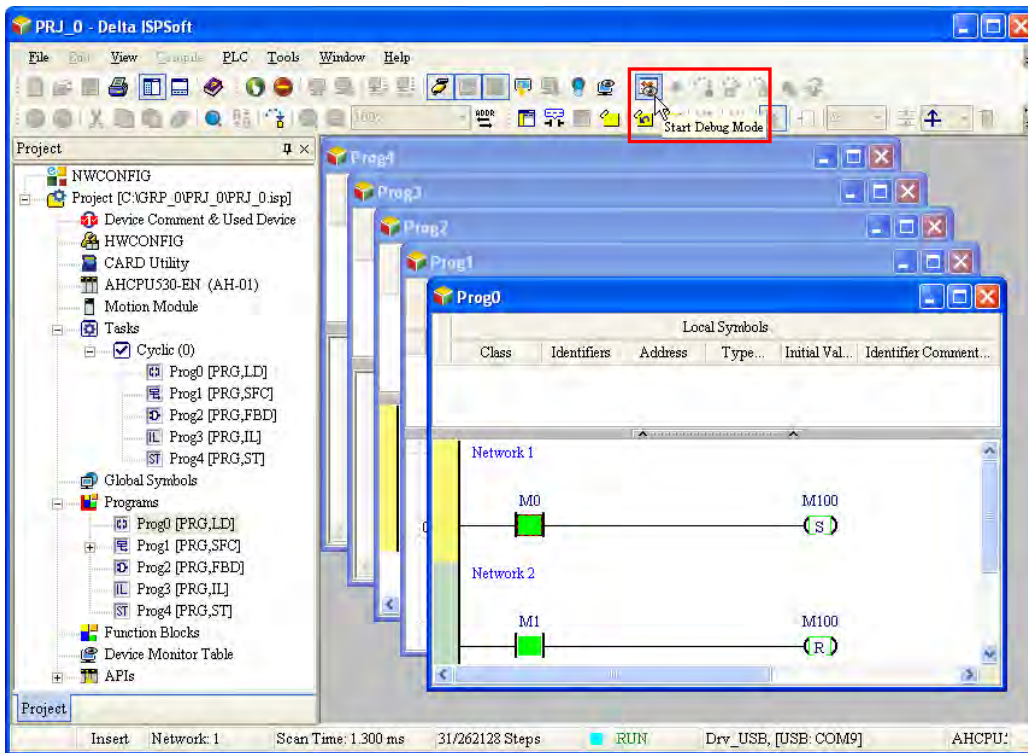 PRJ_0 - Delta ISPSoft
File Edit View Compile PLC Tools Window Help
100%
ADDR
Start Debug Mode
Project
NWCONFIG
Project [C:\GRP_0\PRJ_0\PRJ_0.isp]
Device Comment & Used Device
HWCONFIG
CARD Utility
AHCPU530-EN (AH-01)
Motion Module
Tasks
Cyclic (0)
Prog0 [PRG,LD]
Prog1 [PRG,SFC]
Prog2 [PRG,FBD]
Prog3 [PRG,IL]
Prog4 [PRG,ST]
Global Symbols
Programs
Prog0 [PRG,LD]
Prog1 [PRG,SFC]
Prog2 [PRG,FBD]
Prog3 [PRG,IL]
Prog4 [PRG,ST]
Function Blocks
Device Monitor Table
APIs
Project
Prog4
Prog3
Prog2
Prog1
Prog0
Local Symbols
Class Identifiers Address Type... Initial Val... Identifier Comment...
Network 1
M0 M100
S
Network 2
M1 M100
R
Insert Network: 1 Scan Time: 1.300 ms 31/262128 Steps RUN Drv_USB, [USB: COM9] AHCPU